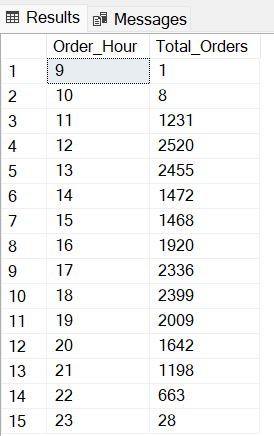 Results Messages
Order_Hour Total_Orders
1 9 1
2 10 8
3 11 1231
4 12 2520
5 13 2455
6 14 1472
7 15 1468
8 16 1920
9 17 2336
10 18 2399
11 19 2009
12 20 1642
13 21 1198
14 22 663
15 23 28